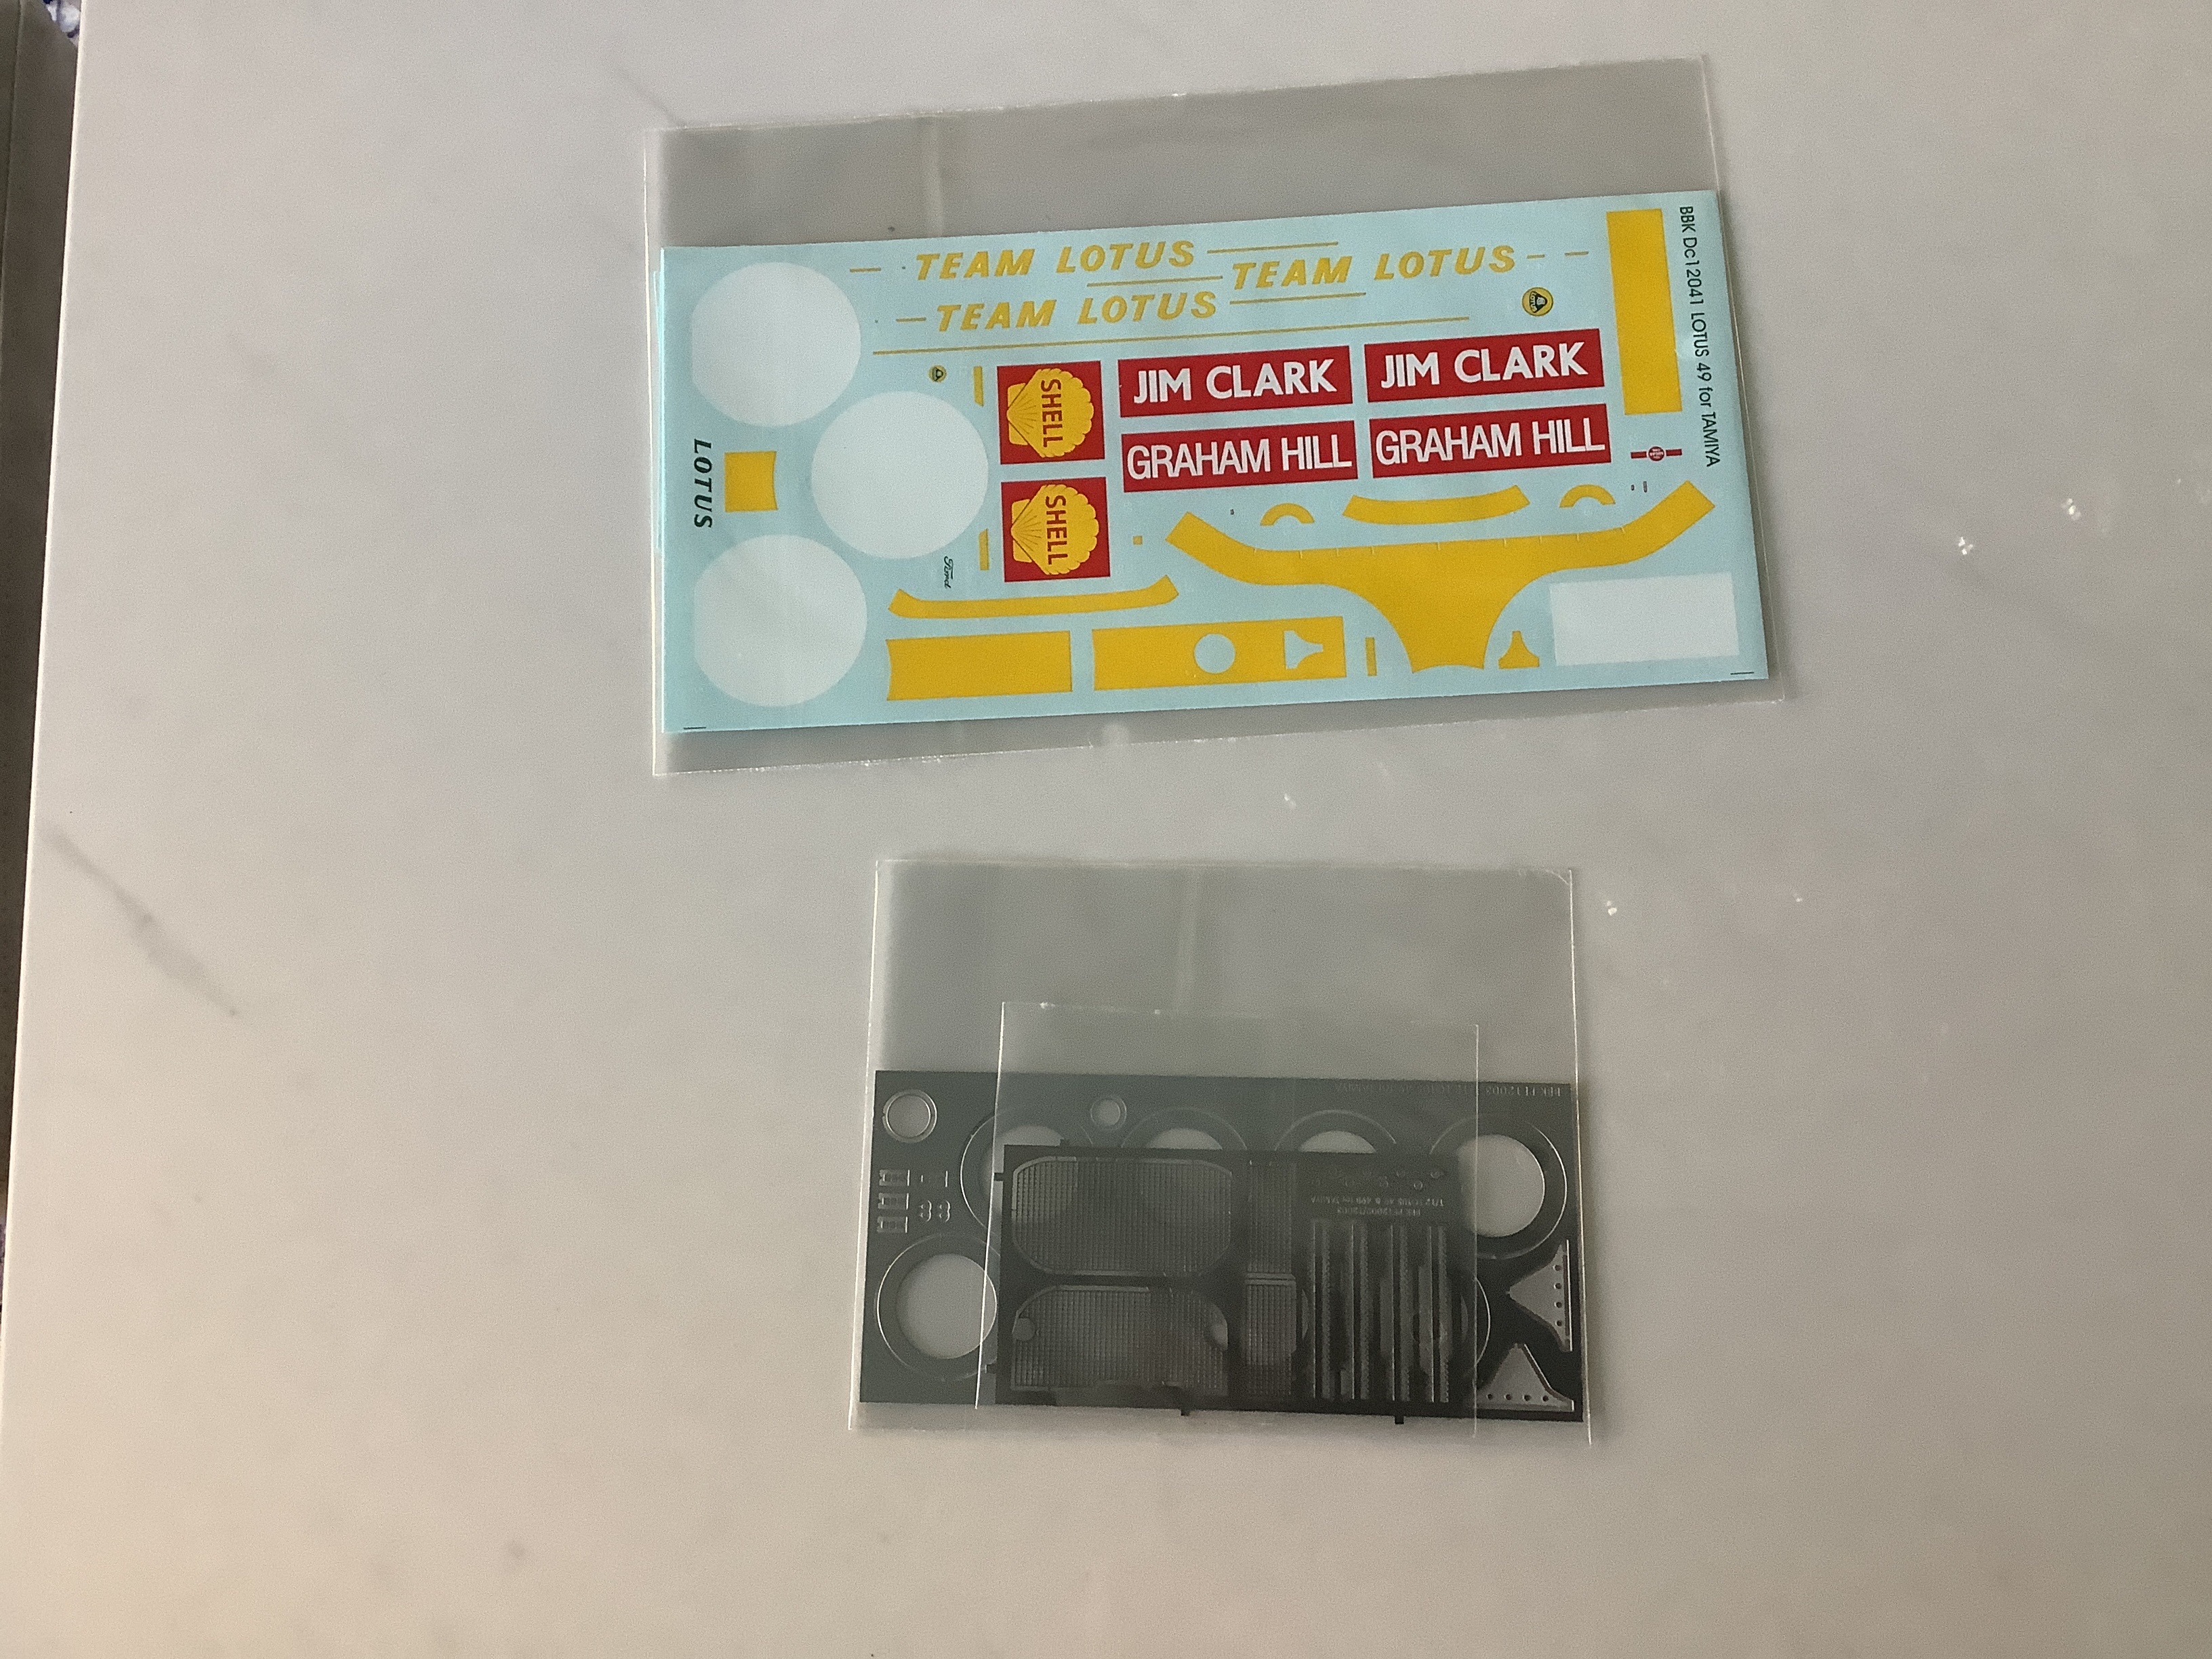 TEAM LOTUS
TEAM LOTUS
TEAM LOTUS
BBK Dc12041 LOTUS 49 for TAMIYA
SHELL
JIM CLARK
JIM CLARK
GRAHAM HILL
GRAHAM HILL
LOTUS
SHELL
Ford